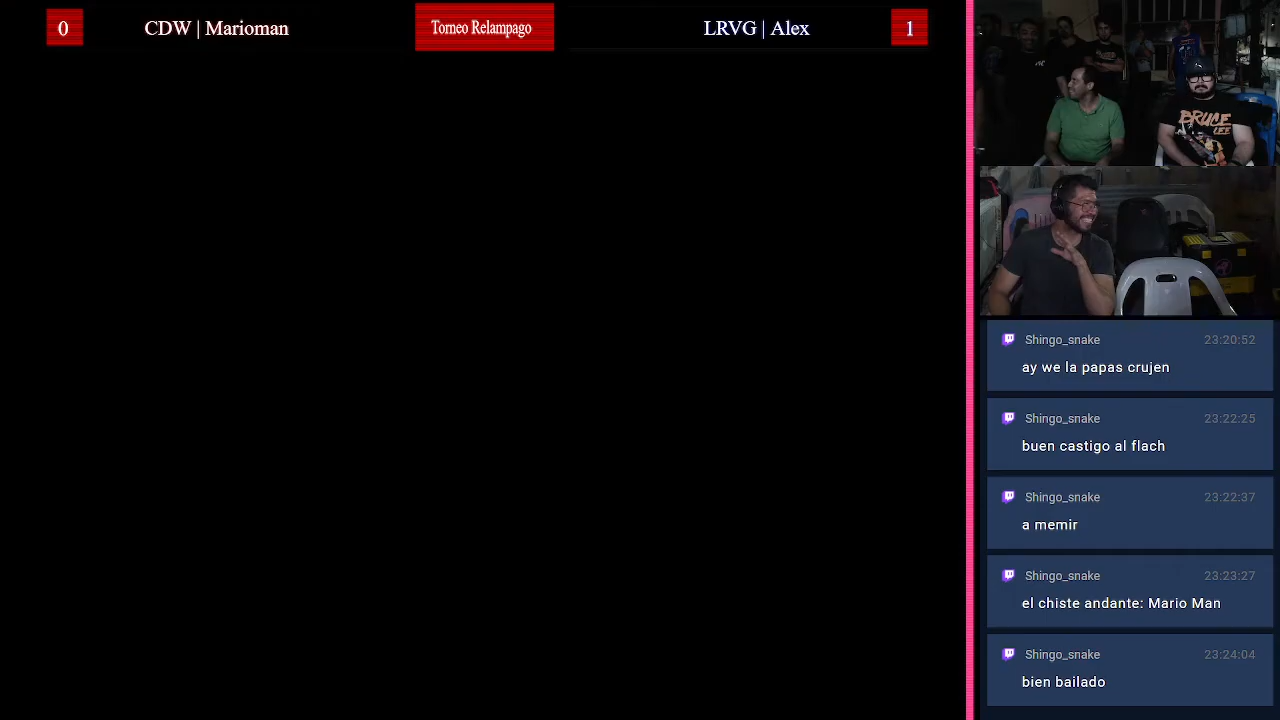 0
CDW | Marioman
Torneo Relampago
LRVG | Alex
1
BRUCE
LEE
Shingo_snake 23:20:52
ay we la papas crujen
Shingo_snake 23:22:25
buen castigo al flach
Shingo_snake 23:22:37
a memir
Shingo_snake 23:23:27
el chiste andante: Mario Man
Shingo_snake 23:24:04
bien bailado